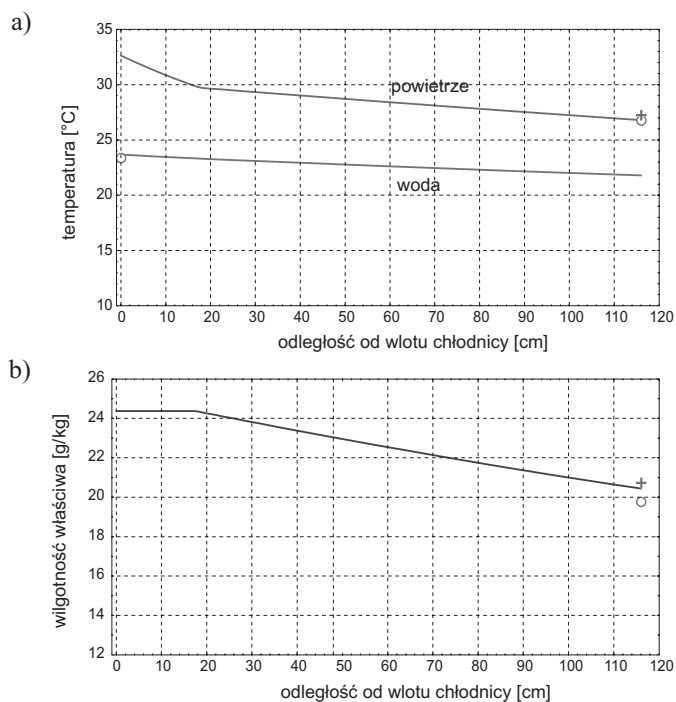 a)
35
30
25
20
15
10
temperatura [°C]
powietrze
woda
0 10 20 30 40 50 60 70 80 90 100 110 120
odległość od wlotu chłodnicy [cm]
b)
26
24
22
20
18
16
14
12
wilgotność właściwa [g/kg]
0 10 20 30 40 50 60 70 80 90 100 110 120
odległość od wlotu chłodnicy [cm]